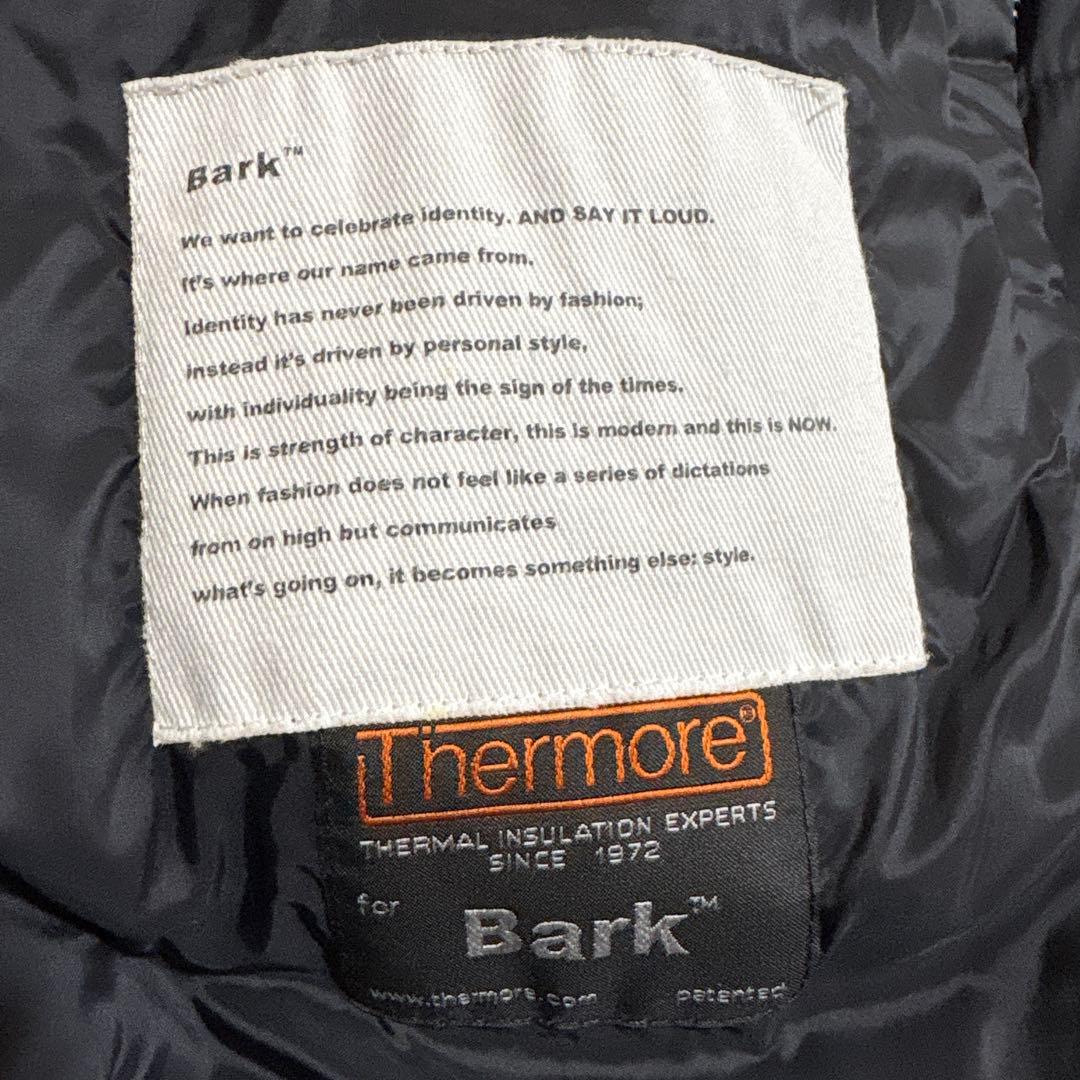 Bark™
We want to celebrate identity. AND SAY IT LOUD.
It's where our name came from.
Identity has never been driven by fashion;
instead it's driven by personal style,
with individuality being the sign of the times.
This is strength of character, this is modern and this is NOW.
When fashion does not feel like a series of dictations
from on high but communicates
what's going on, it becomes something else: style.
Thermore®
THERMAL INSULATION EXPERTS
SINCE 1972
for
Bark™
www.thermore.com patented